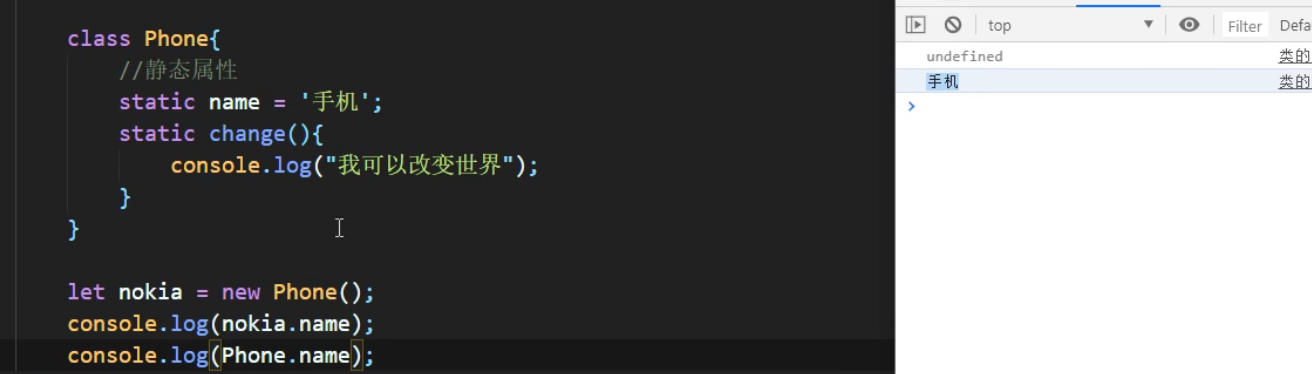 class Phone{
//静态属性
static name = '手机';
static change(){
console.log("我可以改变世界");
}
}
let nokia = new Phone();
console.log(nokia.name);
console.log(Phone.name);
top Filter Defa
undefined 类的
手机 类的